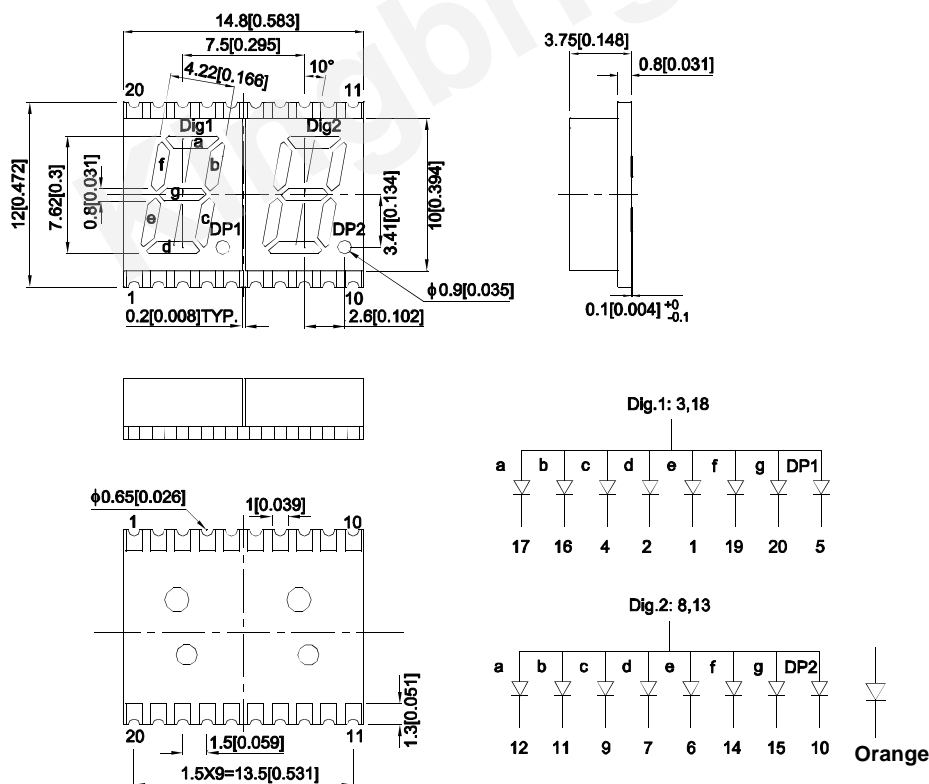 14.8[0.583]
7.5[0.295]
4.22[0.166]
10°
20
11
Dig1
Dig2
a
f
b
g
e
c
d
DP1
DP2
12[0.472]
7.62[0.3]
0.8[0.031]
3.41[0.134]
10[0.394]
1
10
ϕ0.9[0.035]
0.2[0.008]TYP.
2.6[0.102]
3.75[0.148]
0.8[0.031]
0.1[0.004] +0 -0.1
ϕ0.65[0.026]
1[0.039]
1
10
20
11
1.5[0.059]
1.5X9=13.5[0.531]
1.3[0.051]
Dig.1: 3,18
a b c d e f g DP1
17 16 4 2 1 19 20 5
Dig.2: 8,13
a b c d e f g DP2
12 11 9 7 6 14 15 10
Orange
Kingbright